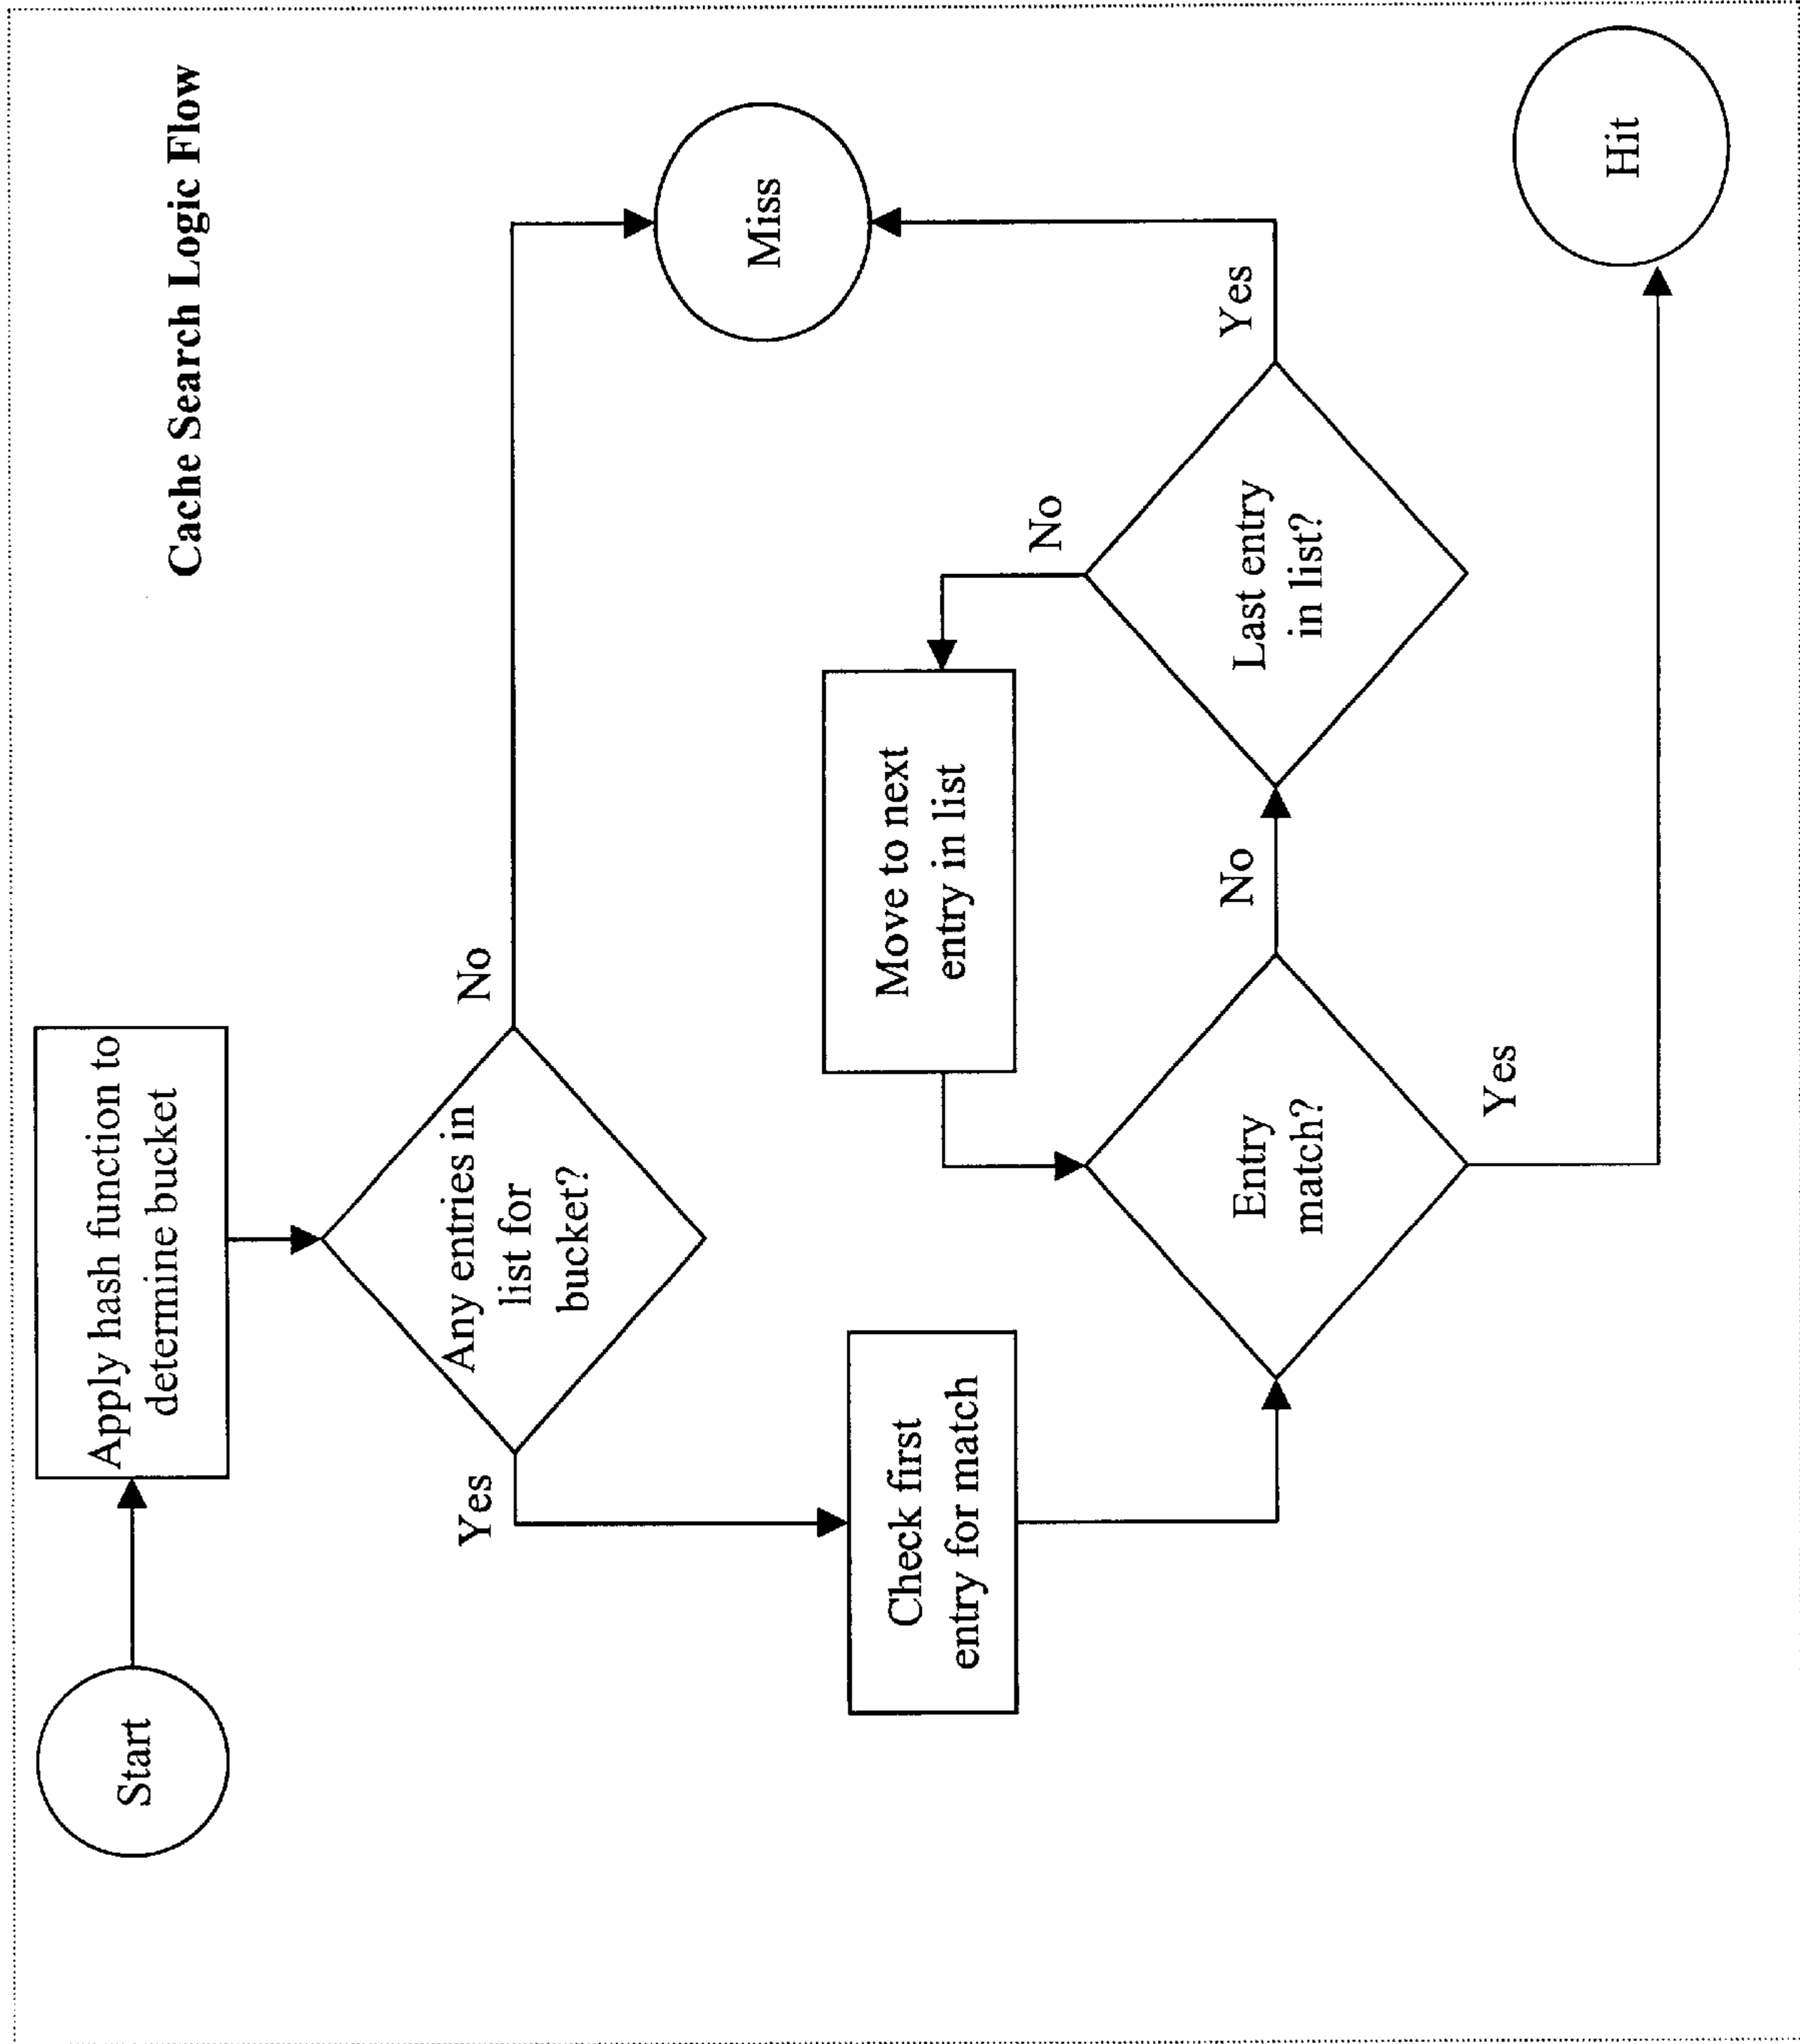 Cache Search Logic Flow
Start
Apply hash function to
determine bucket
Any entries in
list for
bucket?
Yes
No
Miss
Check first
entry for match
Move to next
entry in list
Entry
match?
No
Yes
Last entry
in list?
No
Yes
Hit